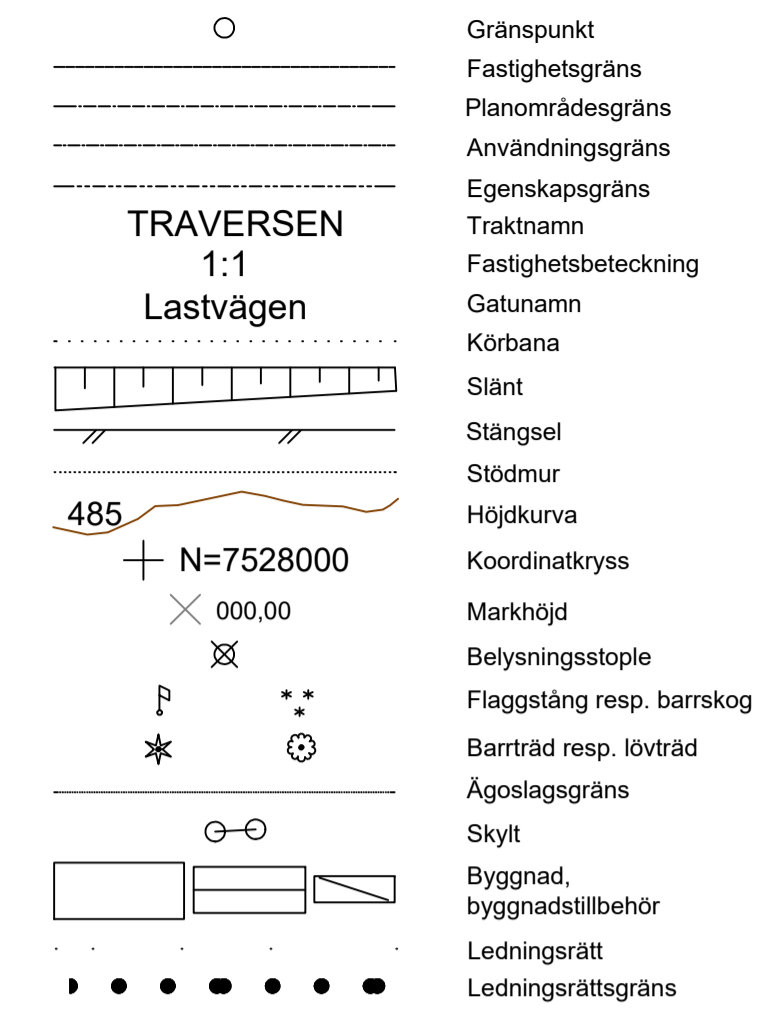 Gränspunkt
Fastighetsgräns
Planområdesgräns
Användningsgräns
Egenskapsgräns
TRAVERSEN Traktnamn
1:1 Fastighetsbeteckning
Lastvägen Gatunamn
Körbana
Slänt
Stängsel
Stödmur
485 Höjdkurva
N=7528000 Koordinatkryss
000,00 Markhöjd
Belysningsstople
Flaggstång resp. barrskog
Barrträd resp. lövträd
Ägoslagsgräns
Skylt
Byggnad,
byggnadstillbehör
Ledningsrätt
Ledningsrättsgräns